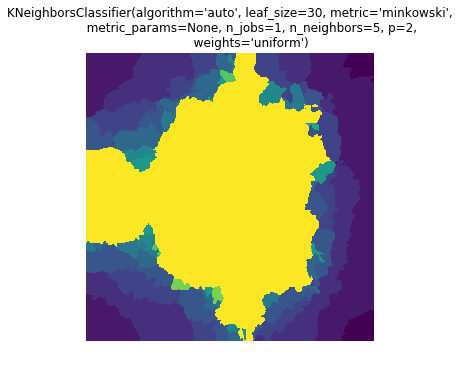 KNeighborsClassifier(algorithm='auto', leaf_size=30, metric='minkowski',
metric_params=None, n_jobs=1, n_neighbors=5, p=2,
weights='uniform')